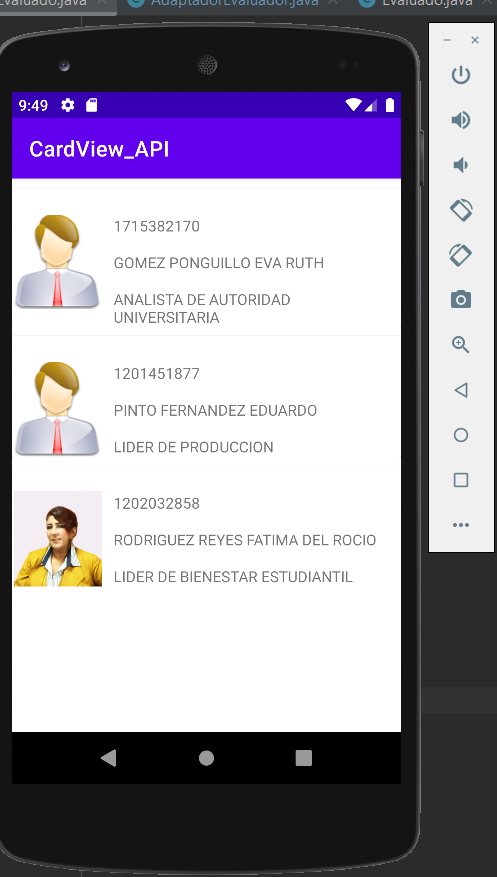 Evaluado.java
AdaptadorEvaluador.java
Evaluado.java
9:49
CardView_API
1715382170
GOMEZ PONGUILLO EVA RUTH
ANALISTA DE AUTORIDAD
UNIVERSITARIA
1201451877
PINTO FERNANDEZ EDUARDO
LIDER DE PRODUCCION
1202032858
RODRIGUEZ REYES FATIMA DEL ROCIO
LIDER DE BIENESTAR ESTUDIANTIL